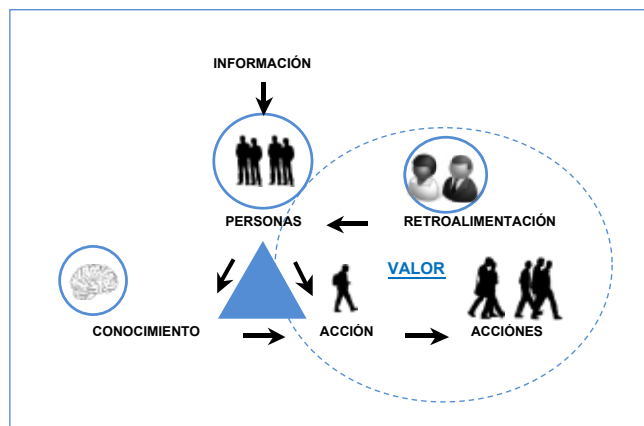 INFORMACIÓN
PERSONAS
RETROALIMENTACIÓN
VALOR
CONOCIMIENTO
ACCIÓN
ACCIÓNES